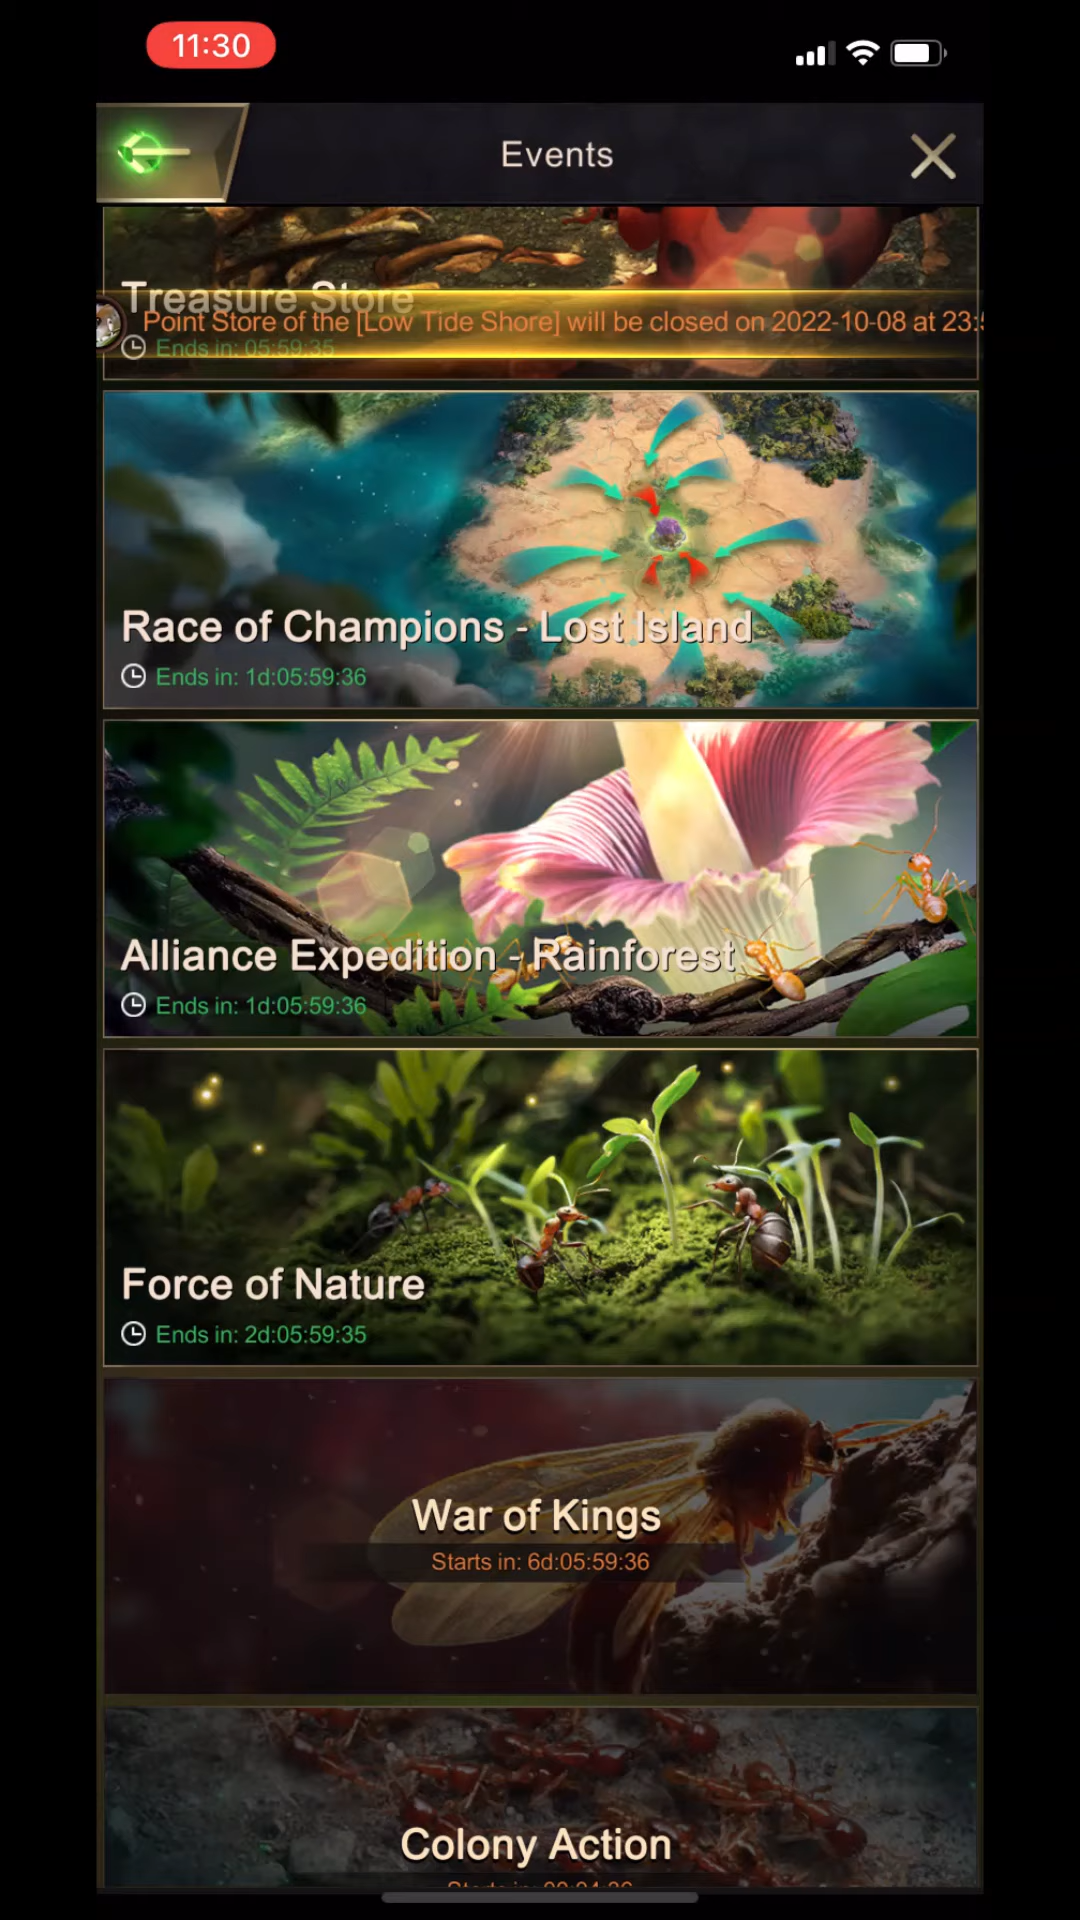 11:30
Events
Treasure Store
Point Store of the [Low Tide Shore] will be closed on 2022-10-08 at 23:
Ends in: 05:59:35
Race of Champions - Lost Island
Ends in: 1d:05:59:36
Alliance Expedition - Rainforest
Ends in: 1d:05:59:36
Force of Nature
Ends in: 2d:05:59:35
War of Kings
Starts in: 6d:05:59:36
Colony Action